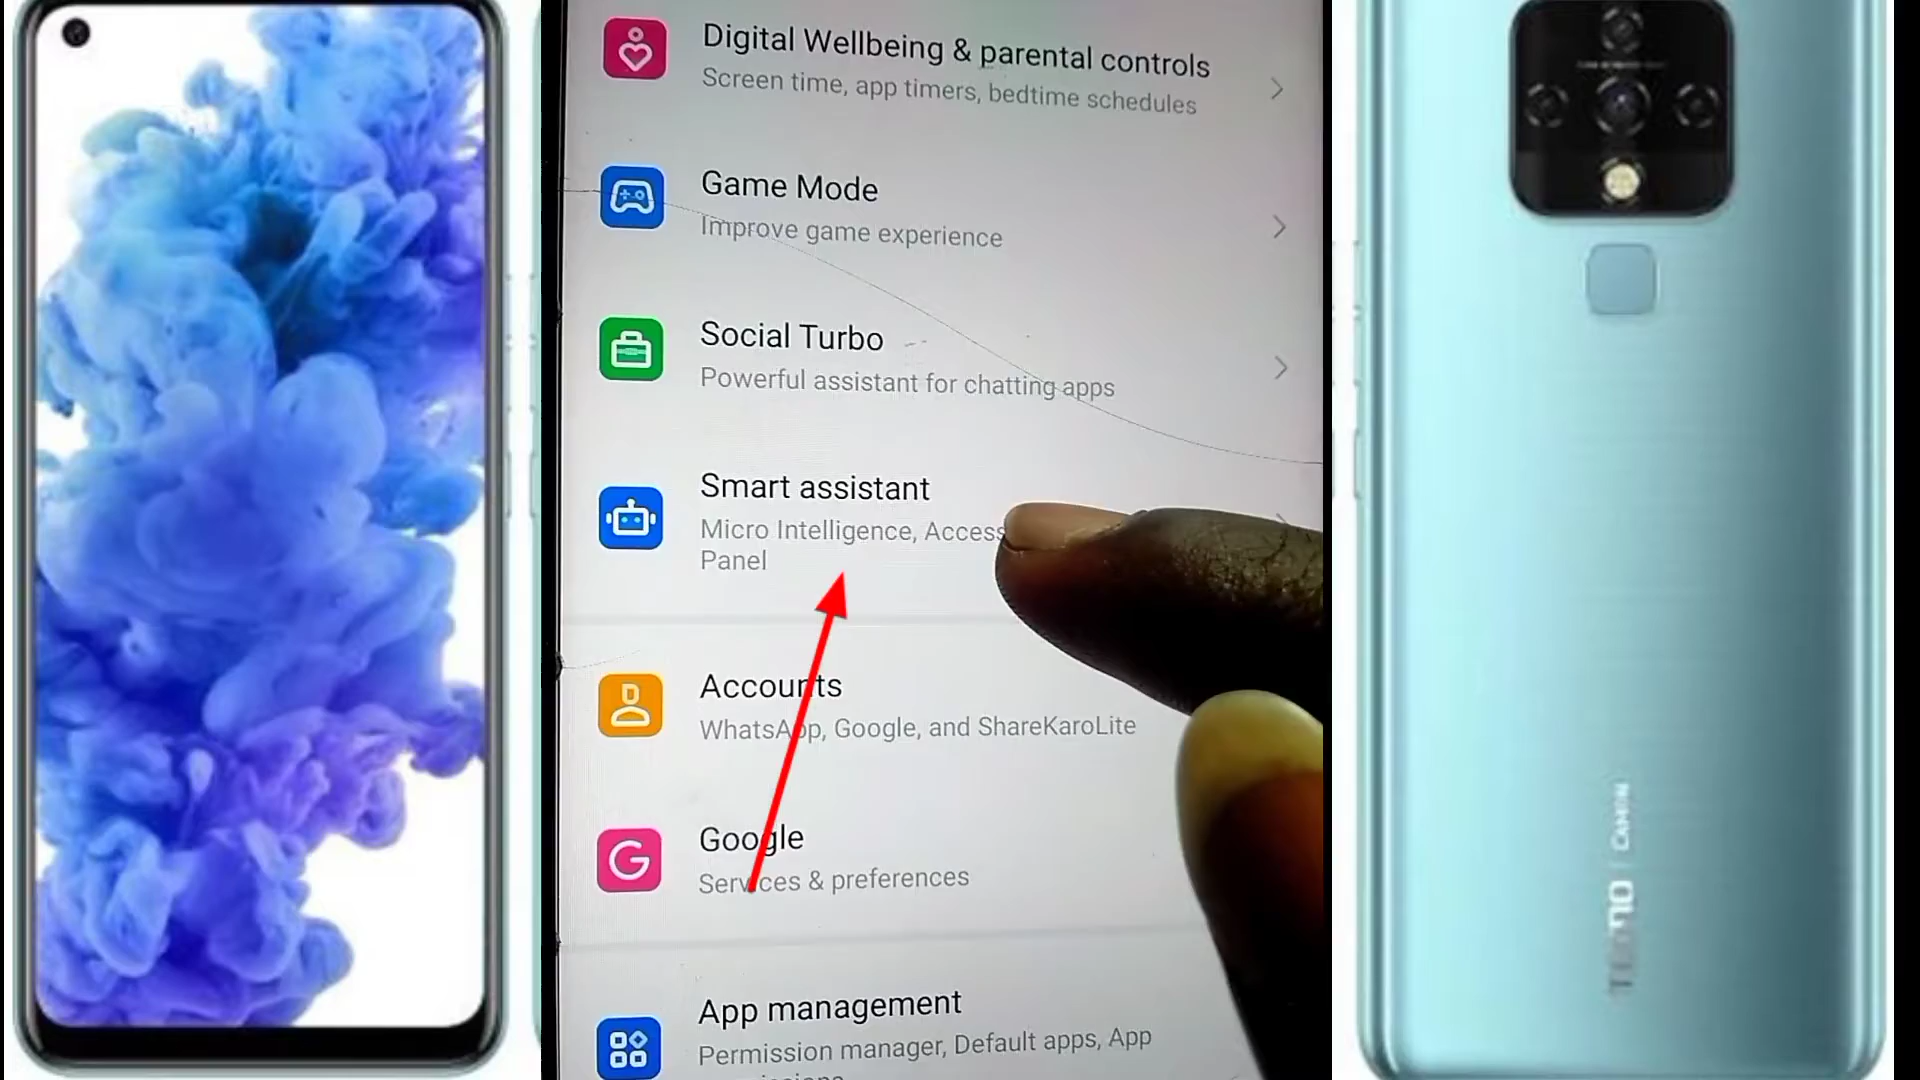 Digital Wellbeing & parental controls
Screen time, app timers, bedtime schedules
Game Mode
Improve game experience
Social Turbo
Powerful assistant for chatting apps
Smart assistant
Micro Intelligence, Access
Panel
Accounts
WhatsApp, Google, and ShareKaroLite
Google
Services & preferences
App management
Permission manager, Default apps, App
TECNO | CAMON